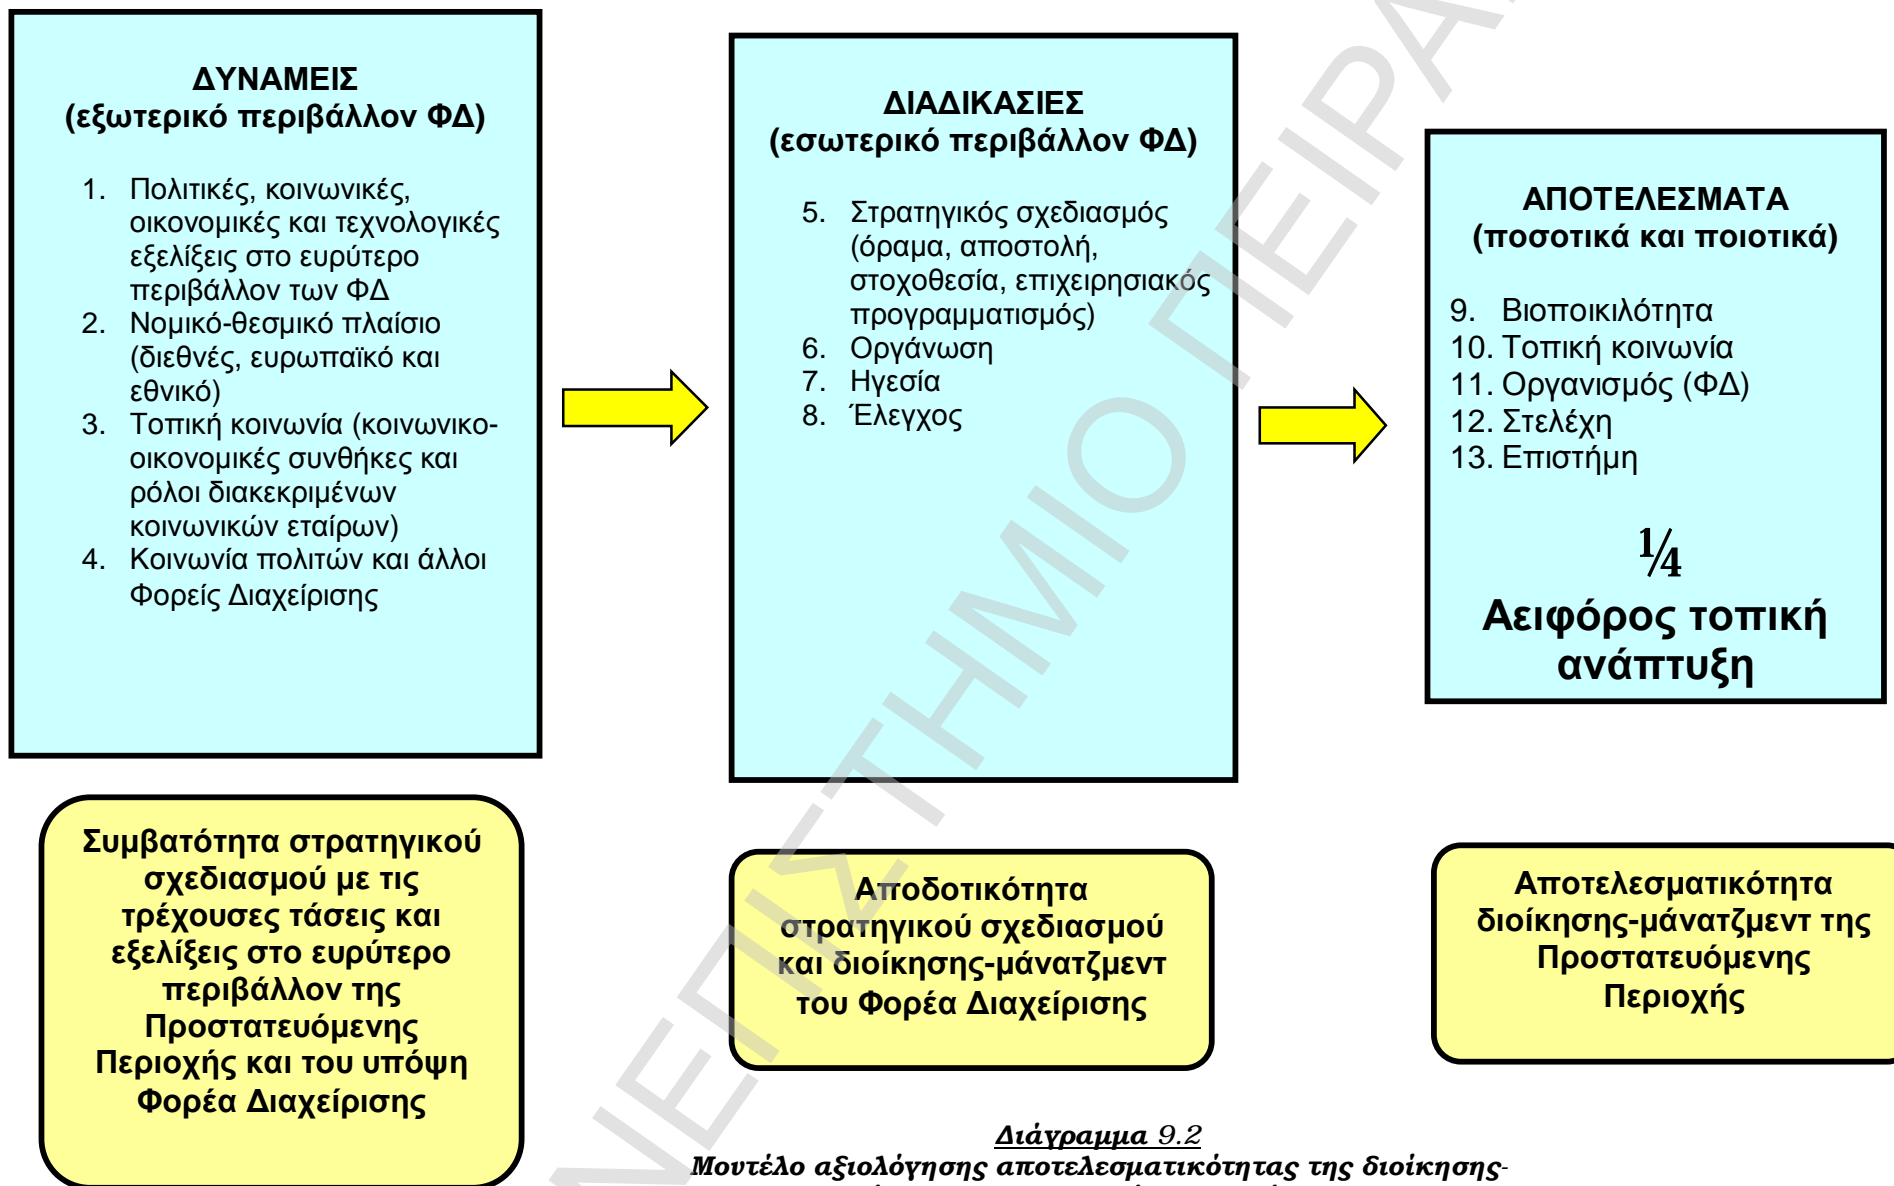 ΔΥΝΑΜΕΙΣ
(εξωτερικό περιβάλλον ΦΔ)
1. Πολιτικές, κοινωνικές,
οικονομικές και τεχνολογικές
εξελίξεις στο ευρύτερο
περιβάλλον των ΦΔ
2. Νομικό-θεσμικό πλαίσιο
(διεθνές, ευρωπαϊκό και
εθνικό)
3. Τοπική κοινωνία (κοινωνικο-
οικονομικές συνθήκες και
ρόλοι διακεκριμένων
κοινωνικών εταίρων)
4. Κοινωνία πολιτών και άλλοι
Φορείς Διαχείρισης
ΔΙΑΔΙΚΑΣΙΕΣ
(εσωτερικό περιβάλλον ΦΔ)
5. Στρατηγικός σχεδιασμός
(όραμα, αποστολή,
στοχοθεσία, επιχειρησιακός
προγραμματισμός)
6. Οργάνωση
7. Ηγεσία
8. Έλεγχος
ΑΠΟΤΕΛΕΣΜΑΤΑ
(ποσοτικά και ποιοτικά)
9. Βιοποικιλότητα
10. Τοπική κοινωνία
11. Οργανισμός (ΦΔ)
12. Στελέχη
13. Επιστήμη
¼
Αειφόρος τοπική
ανάπτυξη
Συμβατότητα στρατηγικού
σχεδιασμού με τις
τρέχουσες τάσεις και
εξελίξεις στο ευρύτερο
περιβάλλον της
Προστατευόμενης
Περιοχής και του υπόψη
Φορέα Διαχείρισης
Αποδοτικότητα
στρατηγικού σχεδιασμού
και διοίκησης-μάνατζμεντ
του Φορέα Διαχείρισης
Αποτελεσματικότητα
διοίκησης-μάνατζμεντ της
Προστατευόμενης
Περιοχής
Διάγραμμα 9.2
Μοντέλο αξιολόγησης αποτελεσματικότητας της διοίκησης-
ΝΕΠΙΣΤΗΜΙΟ ΠΕΙΡΑ